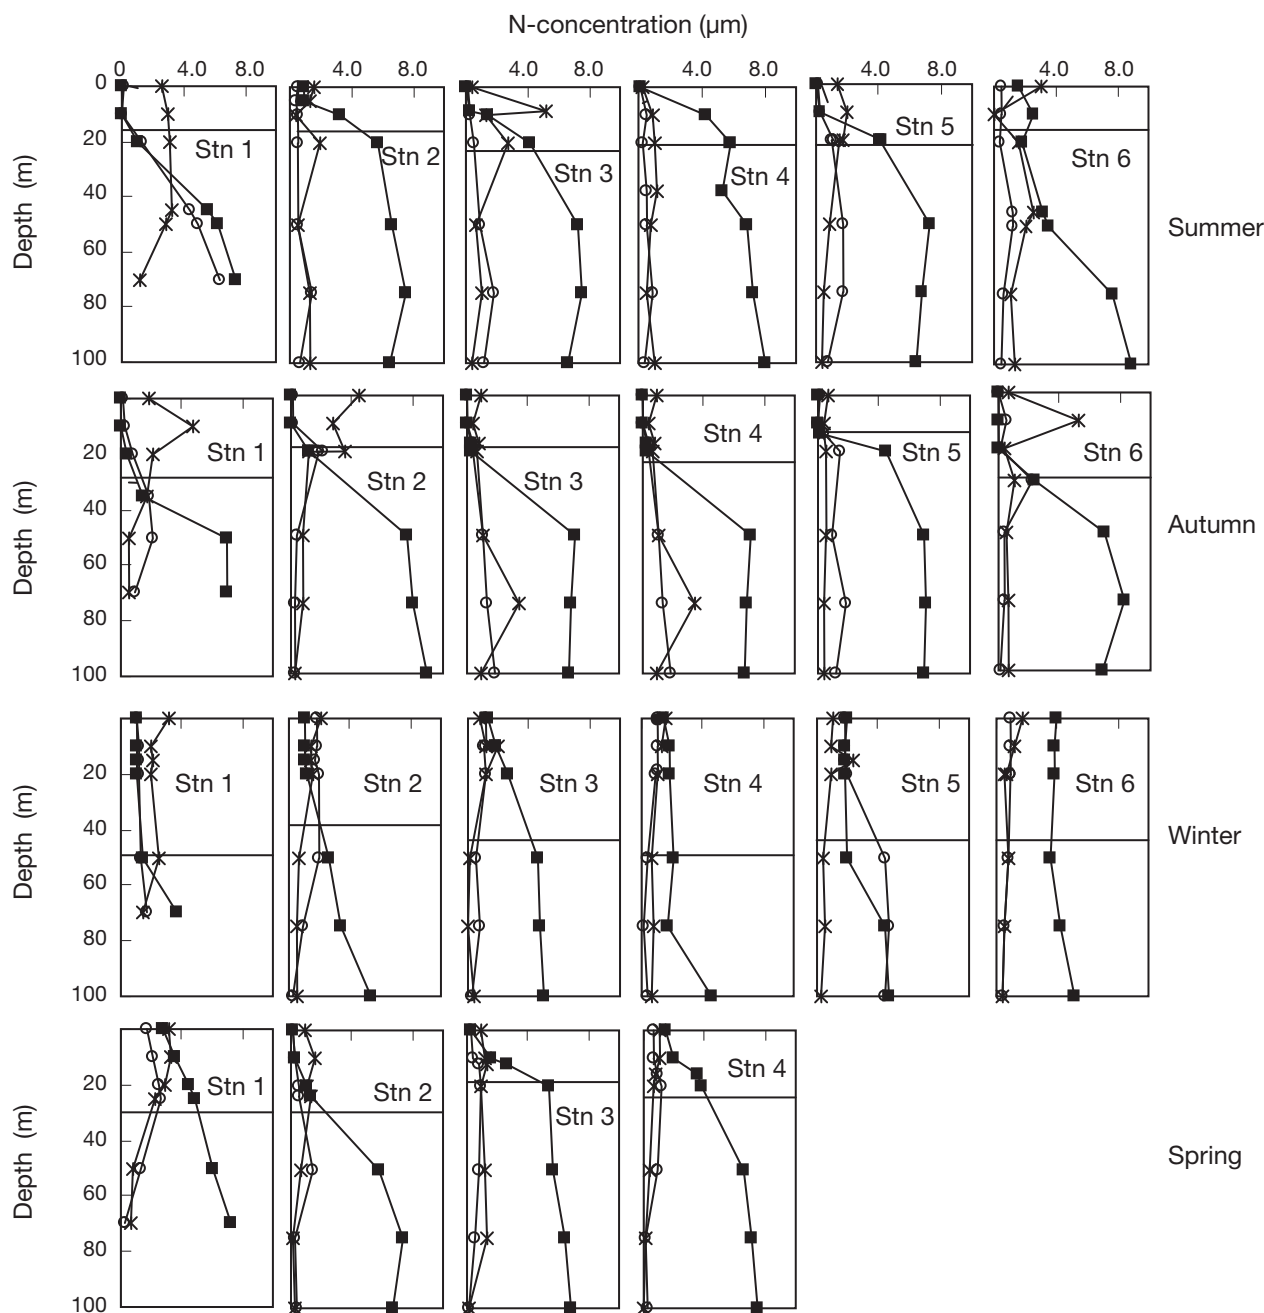 N-concentration (µm)
0 4.0 8.0 4.0 8.0 4.0 8.0 4.0 8.0 4.0 8.0 4.0 8.0
0
20
40
60
80
100
Depth (m)
Stn 1
Stn 2
Stn 3
Stn 4
Stn 5
Stn 6
Summer
20
40
60
80
100
Depth (m)
Stn 1
Stn 2
Stn 3
Stn 4
Stn 5
Stn 6
Autumn
20
40
60
80
100
Depth (m)
Stn 1
Stn 2
Stn 3
Stn 4
Stn 5
Stn 6
Winter
20
40
60
80
100
Depth (m)
Stn 1
Stn 2
Stn 3
Stn 4
Spring